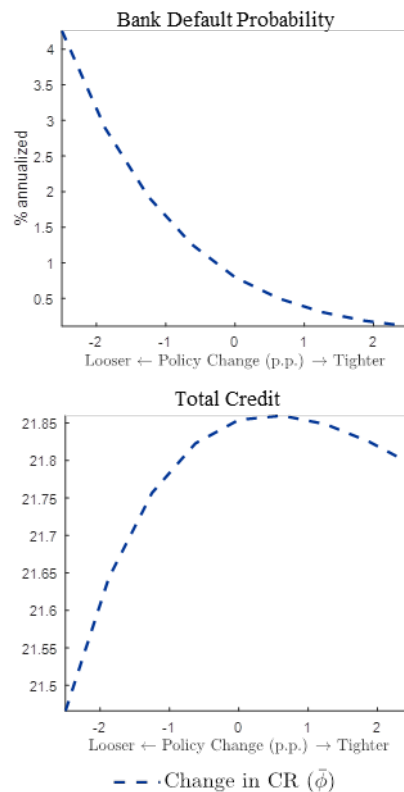 Bank Default Probability
4
3.5
3
2.5
2
1.5
1
0.5
% annualized
-2 -1 0 1 2
Looser ← Policy Change (p.p.) → Tighter
Total Credit
21.85
21.8
21.75
21.7
21.65
21.6
21.55
21.5
-2 -1 0 1 2
Looser ← Policy Change (p.p.) → Tighter
Change in CR (ϕ̄)